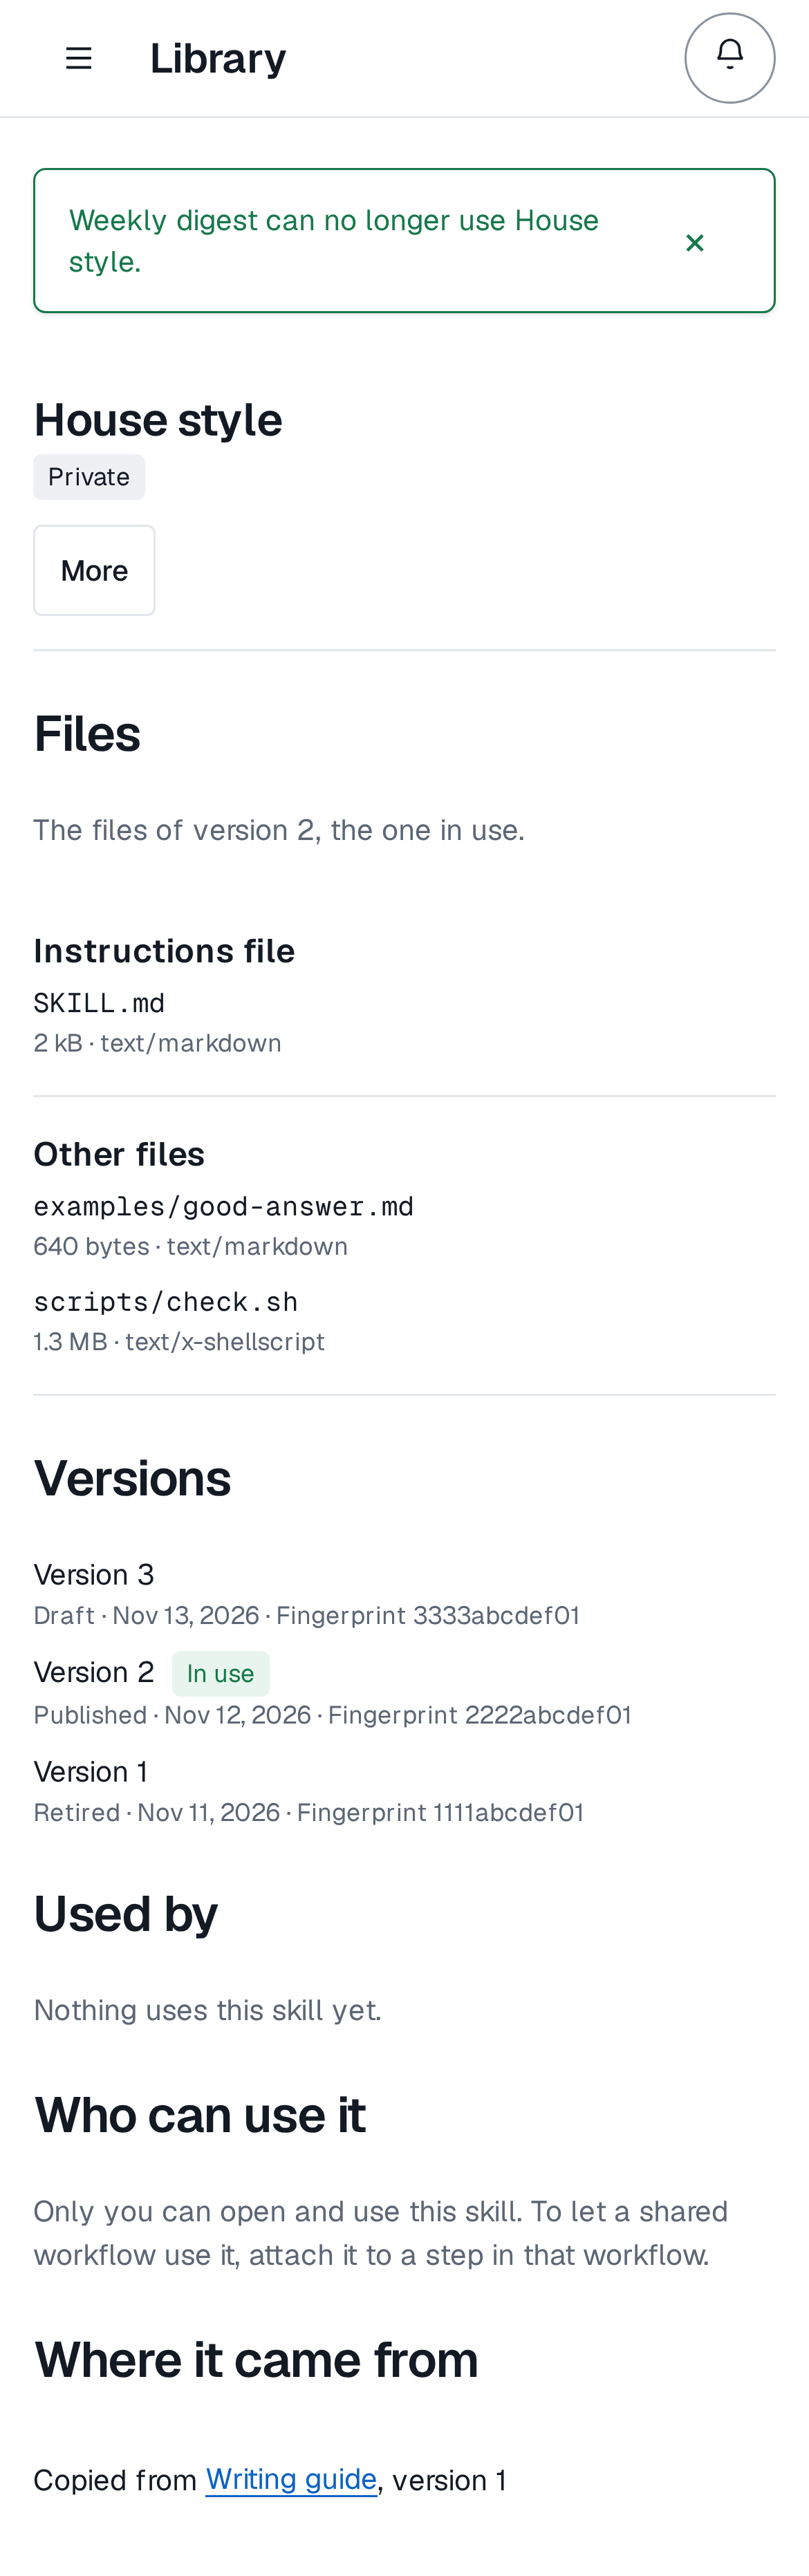 Library
Weekly digest can no longer use House
style.
House style
Private
More
Files
The files of version 2, the one in use.
Instructions file
SKILL.md
2 kB · text/markdown
Other files
examples/good-answer.md
640 bytes · text/markdown
scripts/check.sh
1.3 MB · text/x-shellscript
Versions
Version 3
Draft · Nov 13, 2026 · Fingerprint 3333abcdef01
Version 2 In use
Published · Nov 12, 2026 · Fingerprint 2222abcdef01
Version 1
Retired · Nov 11, 2026 · Fingerprint 1111abcdef01
Used by
Nothing uses this skill yet.
Who can use it
Only you can open and use this skill. To let a shared
workflow use it, attach it to a step in that workflow.
Where it came from
Copied from Writing guide, version 1